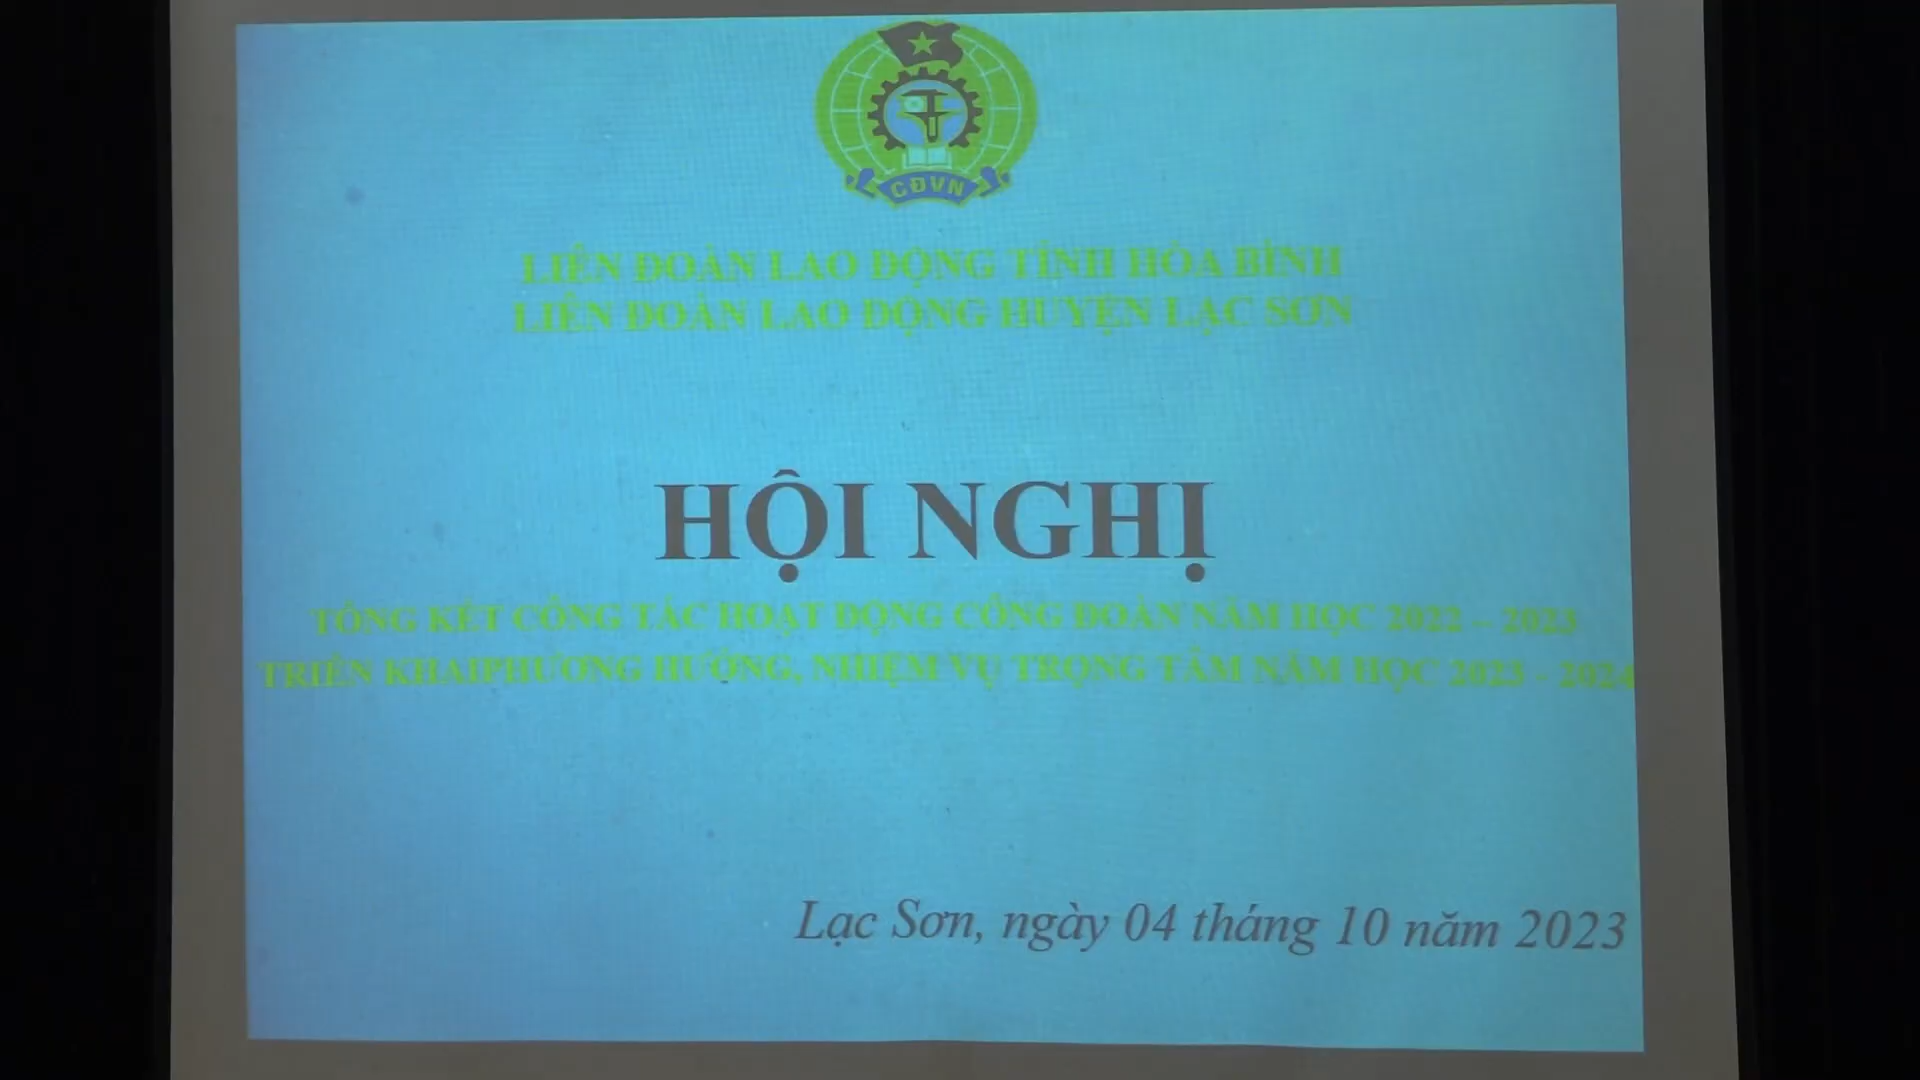 CĐVN
LIÊN ĐOÀN LAO ĐỘNG TỈNH HÒA BÌNH
LIÊN ĐOÀN LAO ĐỘNG HUYỆN LẠC SƠN
HỘI NGHỊ
TỔNG KẾT CÔNG TÁC HOẠT ĐỘNG CÔNG ĐOÀN NĂM HỌC 2022 – 2023
TRIỂN KHAIPHƯƠNG HƯỚNG, NHIỆM VỤ TRỌNG TÂM NĂM HỌC 2023 - 2024
Lạc Sơn, ngày 04 tháng 10 năm 2023